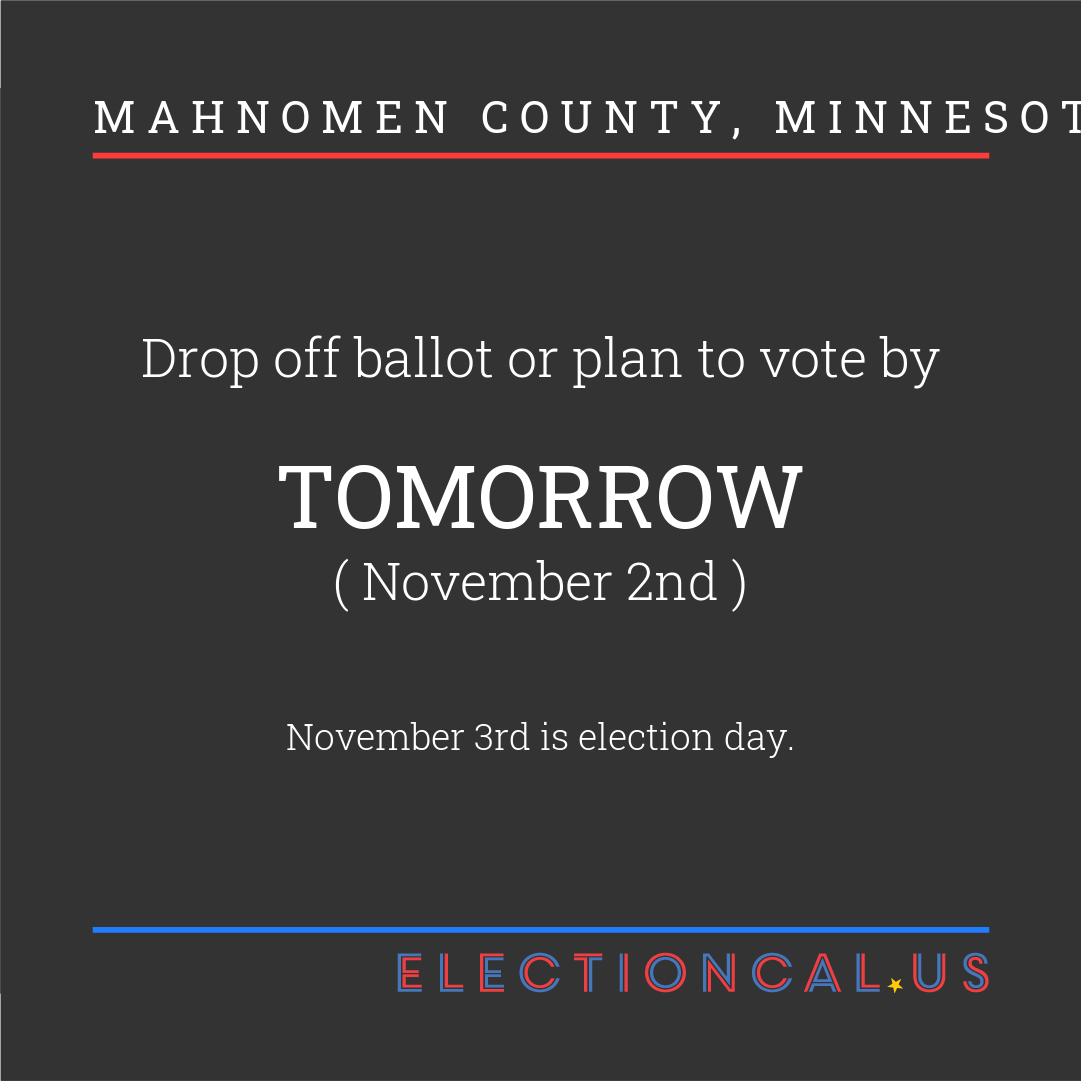 MAHNOMEN COUNTY, MINNESOT
Drop off ballot or plan to vote by
TOMORROW
( November 2nd )
November 3rd is election day.
ELECTIONCAL.US